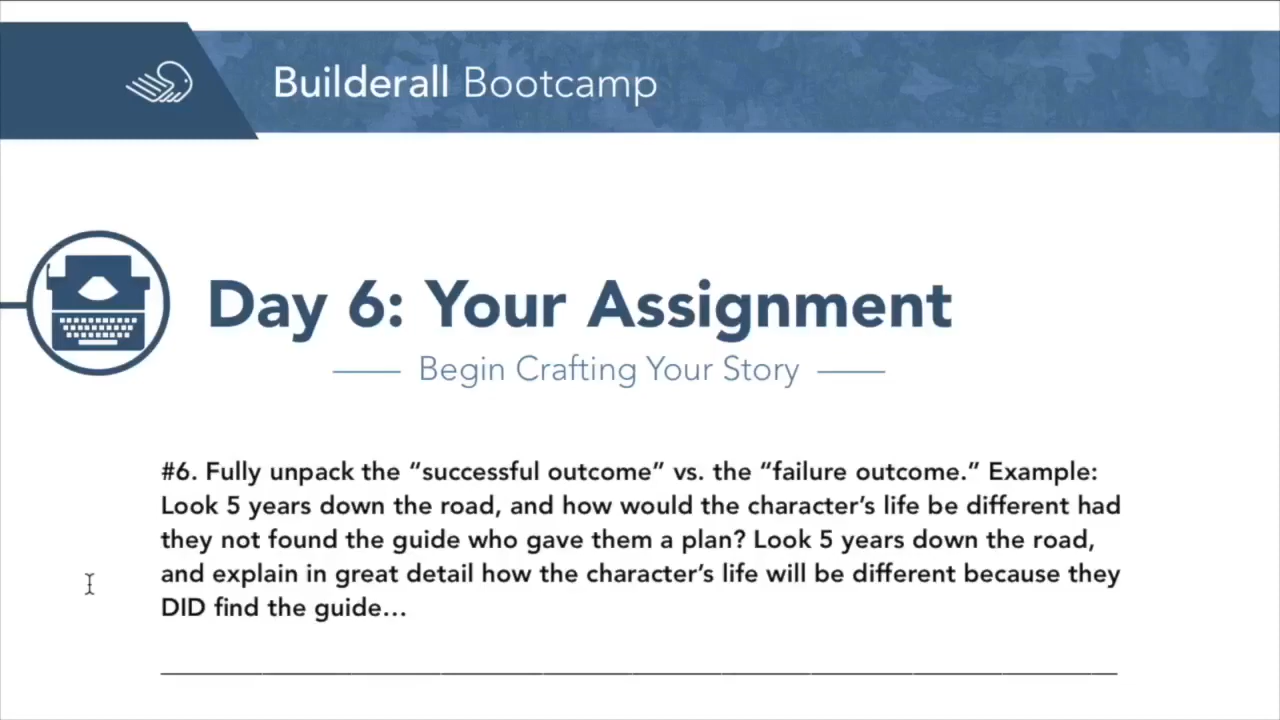 Builderall Bootcamp
Day 6: Your Assignment
Begin Crafting Your Story
#6. Fully unpack the “successful outcome” vs. the “failure outcome.” Example:
Look 5 years down the road, and how would the character’s life be different had
they not found the guide who gave them a plan? Look 5 years down the road,
and explain in great detail how the character’s life will be different because they
DID find the guide…